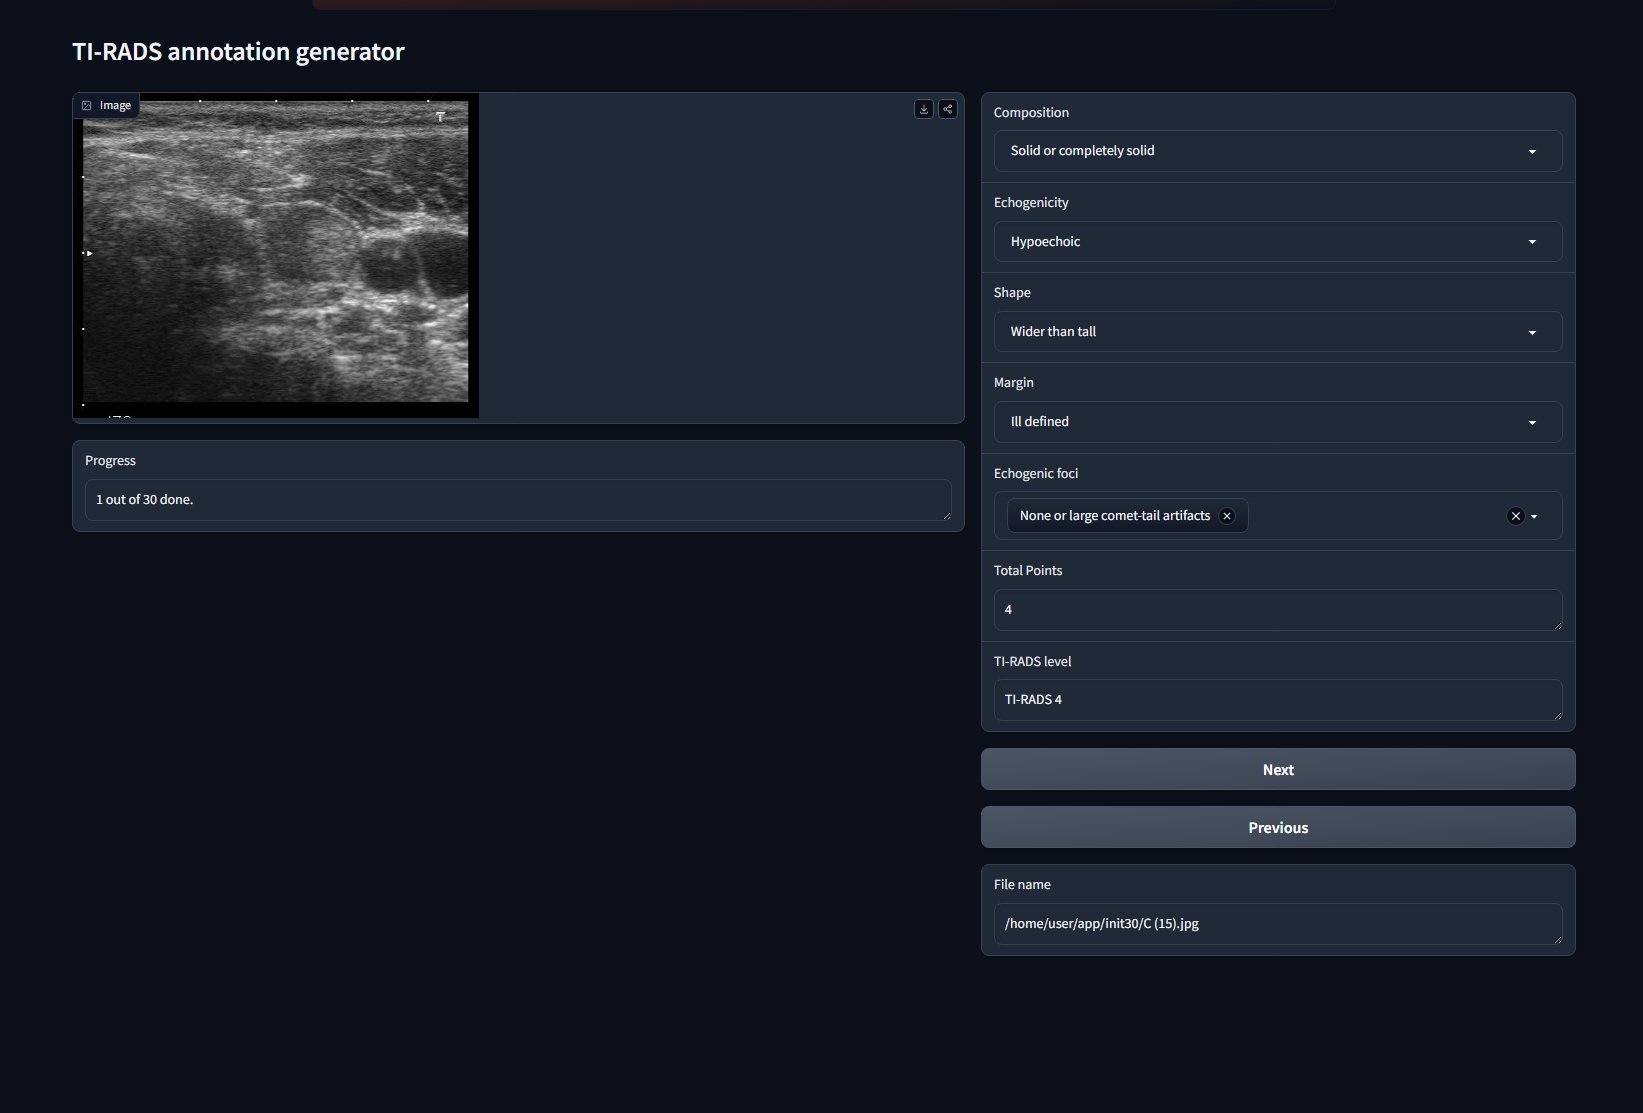 TI-RADS annotation generator
Image
T
Progress
1 out of 30 done.
Composition
Solid or completely solid
Echogenicity
Hypoechoic
Shape
Wider than tall
Margin
Ill defined
Echogenic foci
None or large comet-tail artifacts
Total Points
4
TI-RADS level
TI-RADS 4
Next
Previous
File name
/home/user/app/init30/C (15).jpg